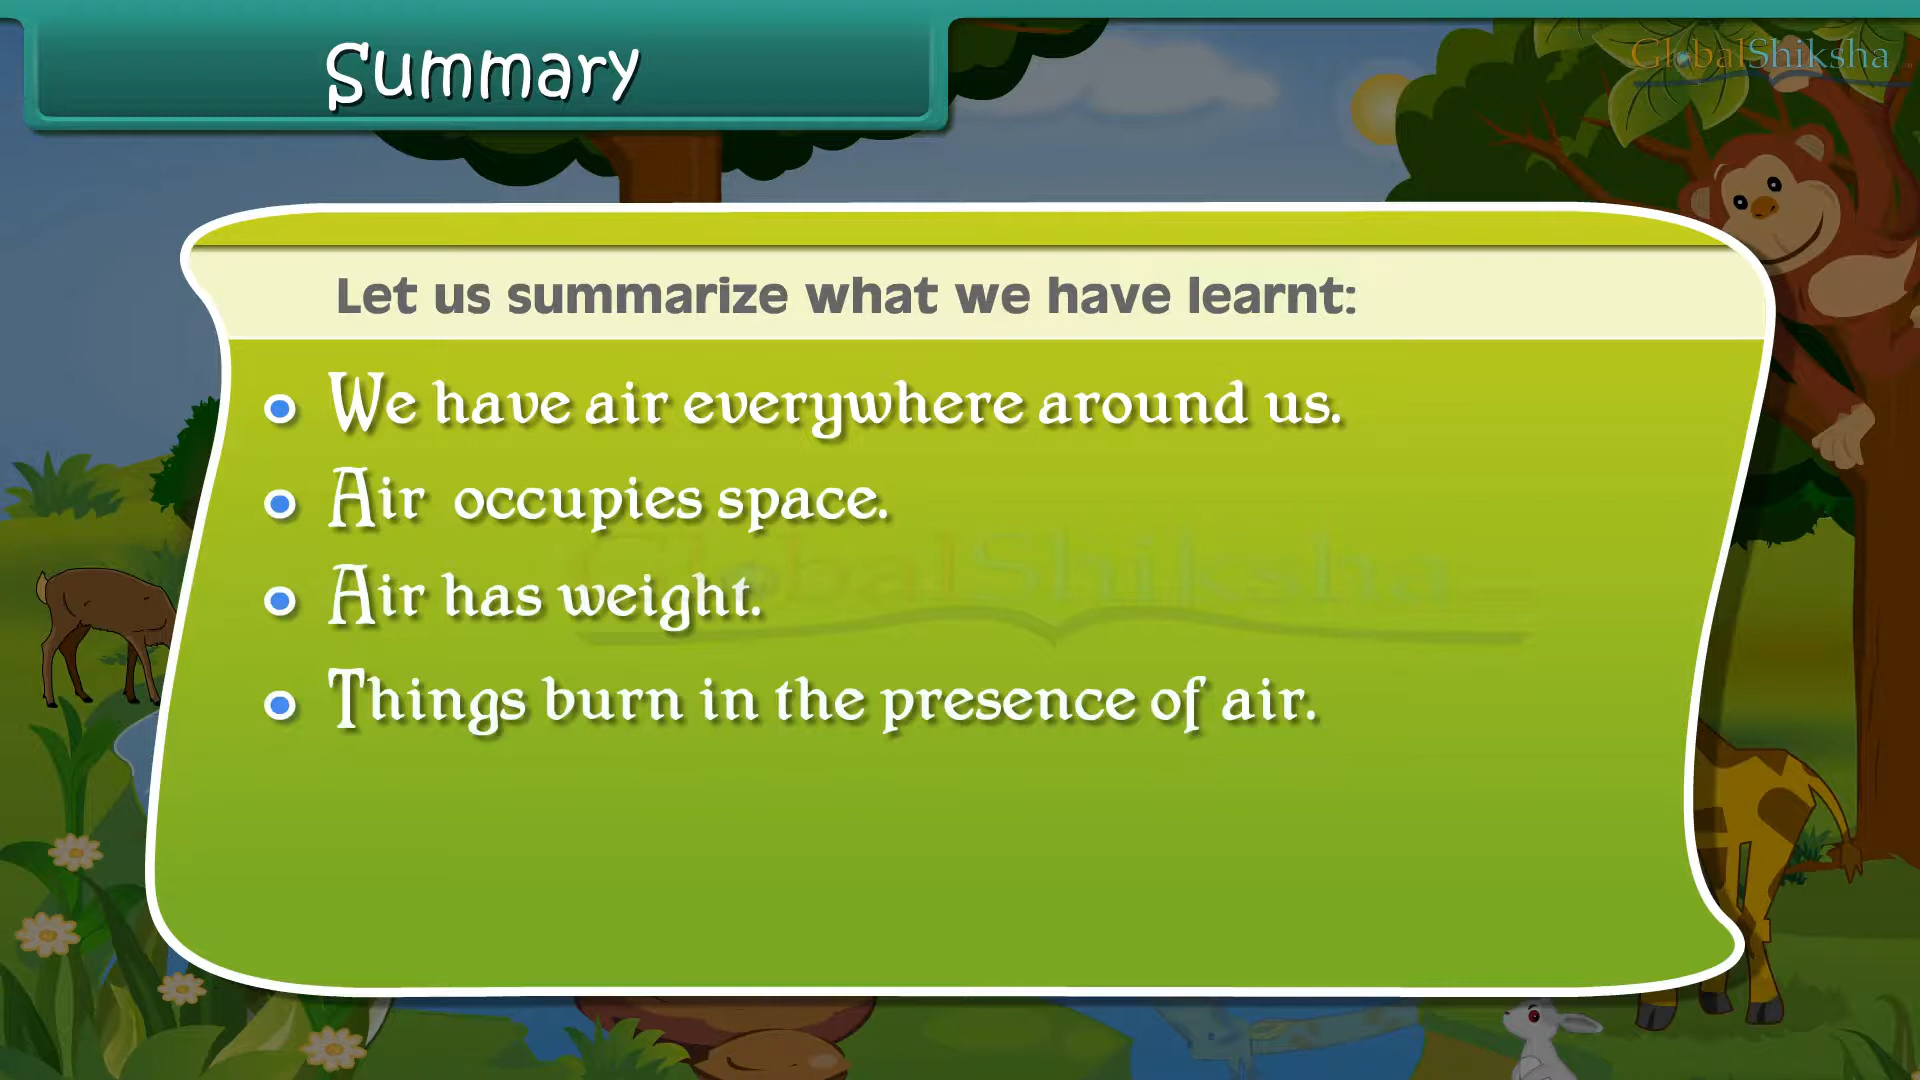 Summary
GlobalShiksha
Let us summarize what we have learnt:
We have air everywhere around us.
Air occupies space.
GlobalShiksha
Air has weight.
Things burn in the presence of air.